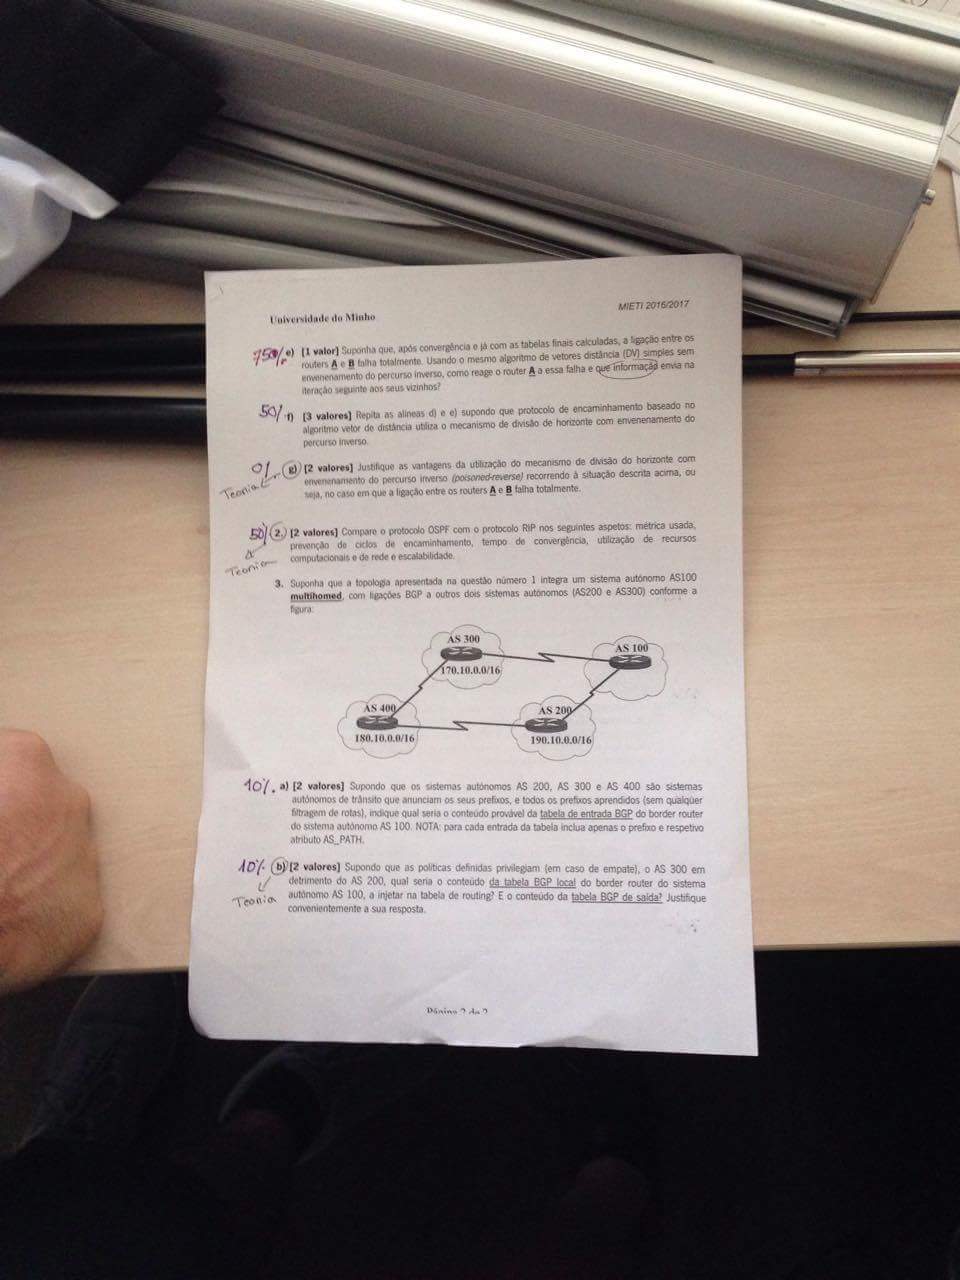 Universidade do Minho
MIETI 2016/2017
75% e) [1 valor] Suponha que, após convergência e já com as tabelas finais calculadas, a ligação entre os
routers A e B falha totalmente. Usando o mesmo algoritmo de vetores distância (DV) simples sem
envenenamento do percurso inverso, como reage o router A a essa falha e que informação envia na
iteração seguinte aos seus vizinhos?
50% f) [3 valores] Repita as alíneas d) e e) supondo que protocolo de encaminhamento baseado no
algoritmo vetor de distância utiliza o mecanismo de divisão de horizonte com envenenamento do
percurso inverso.
0% g) [2 valores] Justifique as vantagens da utilização do mecanismo de divisão do horizonte com
Teoria envenenamento do percurso inverso (poisoned-reverse) recorrendo à situação descrita acima, ou
seja, no caso em que a ligação entre os routers A e B falha totalmente.
50% 2. [2 valores] Compare o protocolo OSPF com o protocolo RIP nos seguintes aspetos: métrica usada,
prevenção de ciclos de encaminhamento, tempo de convergência, utilização de recursos
Teoria computacionais e de rede e escalabilidade.
3. Suponha que a topologia apresentada na questão número 1 integra um sistema autónomo AS100
multihomed, com ligações BGP a outros dois sistemas autónomos (AS200 e AS300) conforme a
figura:
AS 300
AS 100
170.10.0.0/16
AS 400
AS 200
180.10.0.0/16
190.10.0.0/16
10% a) [2 valores] Supondo que os sistemas autónomos AS 200, AS 300 e AS 400 são sistemas
autónomos de trânsito que anunciam os seus prefixos, e todos os prefixos aprendidos (sem qualquer
filtragem de rotas), indique qual seria o conteúdo provável da tabela de entrada BGP do border router
do sistema autónomo AS 100. NOTA: para cada entrada da tabela inclua apenas o prefixo e respetivo
atributo AS_PATH.
10% b) [2 valores] Supondo que as políticas definidas privilegiam (em caso de empate), o AS 300 em
detrimento do AS 200, qual seria o conteúdo da tabela BGP local do border router do sistema
Teoria autónomo AS 100, a injetar na tabela de routing? E o conteúdo da tabela BGP de saída? Justifique
convenientemente a sua resposta.